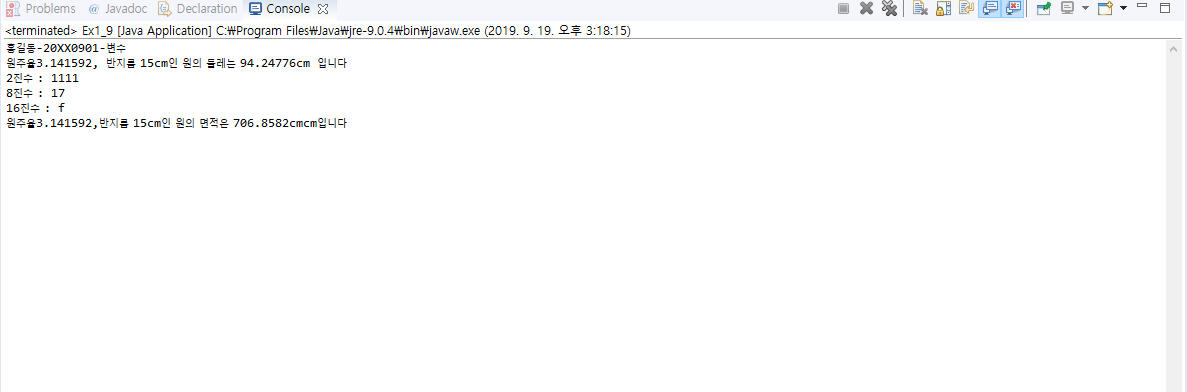 Problems @ Javadoc Declaration Console
<terminated> Ex1_9 [Java Application] C:₩Program Files₩Java₩jre-9.0.4₩bin₩javaw.exe (2019. 9. 19. 오후 3:18:15)
홍길동-20XX0901-변수
원주율3.141592, 반지름 15cm인 원의 둘레는 94.24776cm 입니다
2진수 : 1111
8진수 : 17
16진수 : f
원주율3.141592,반지름 15cm인 원의 면적은 706.8582cmcm입니다